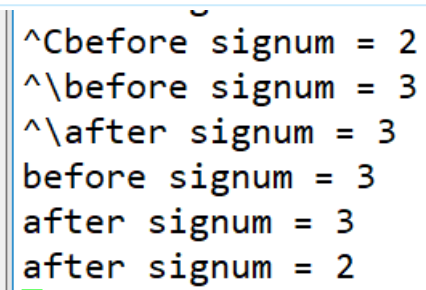 ^Cbefore signum = 2
^\before signum = 3
^\after signum = 3
before signum = 3
after signum = 3
after signum = 2